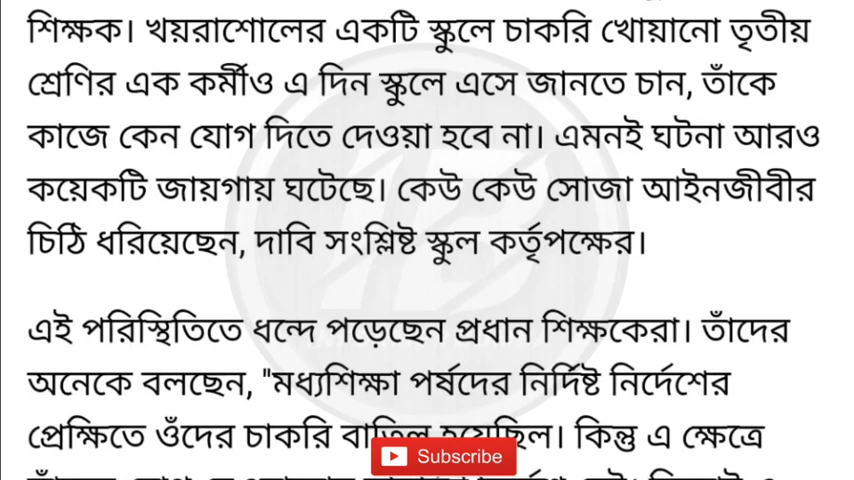 শিক্ষক। খয়রাশোলের একটি স্কুলে চাকরি খোয়ানো তৃতীয়
শ্রেণির এক কর্মীও এ দিন স্কুলে এসে জানতে চান, তাঁকে
কাজে কেন যোগ দিতে দেওয়া হবে না। এমনই ঘটনা আরও
কয়েকটি জায়গায় ঘটেছে। কেউ কেউ সোজা আইনজীবীর
চিঠি ধরিয়েছেন, দাবি সংশ্লিষ্ট স্কুল কর্তৃপক্ষের।
এই পরিস্থিতিতে ধন্দে পড়েছেন প্রধান শিক্ষকেরা। তাঁদের
অনেকে বলছেন, "মধ্যশিক্ষা পর্ষদের নির্দিষ্ট নির্দেশের
প্রেক্ষিতে ওঁদের চাকরি বাতিল হয়েছিল। কিন্তু এ ক্ষেত্রে
Subscribe